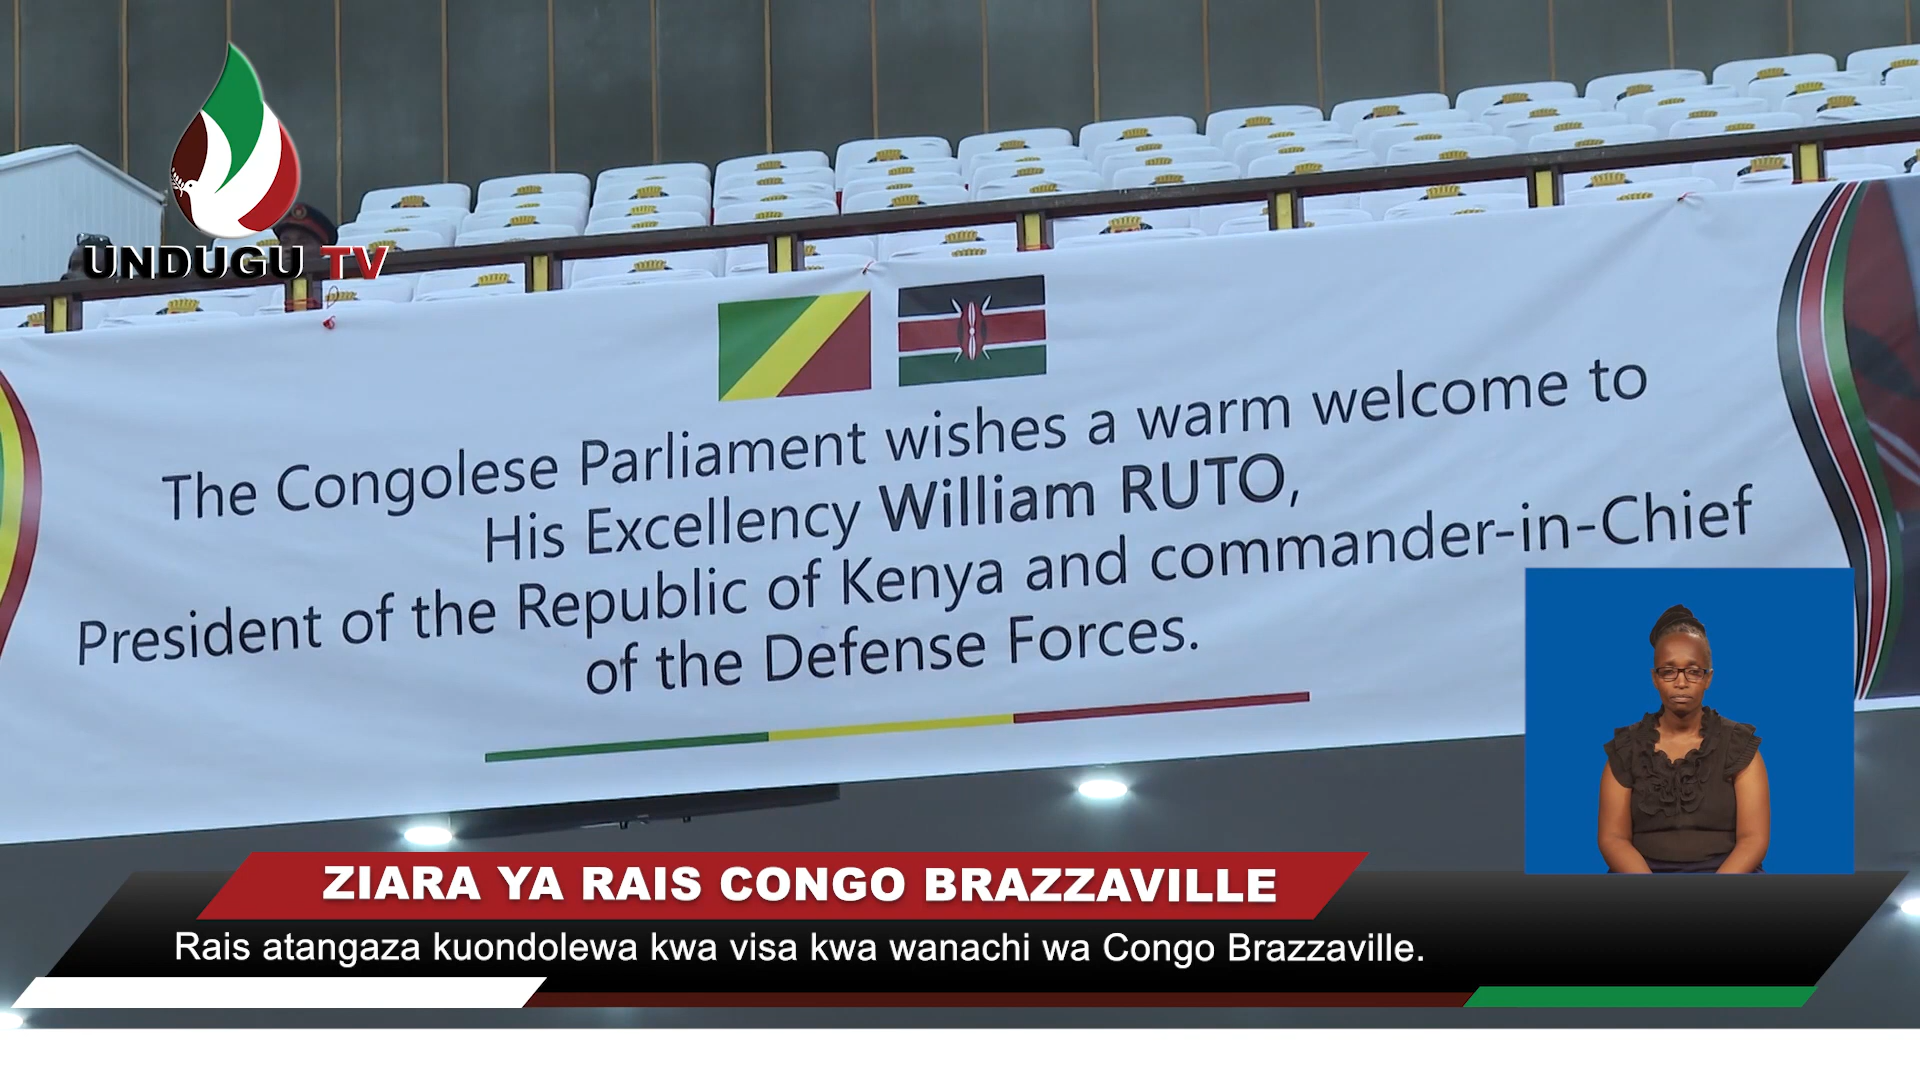 UNDUGU TV
The Congolese Parliament wishes a warm welcome to
His Excellency William RUTO,
President of the Republic of Kenya and commander-in-Chief
of the Defense Forces.
ZIARA YA RAIS CONGO BRAZZAVILLE
Rais atangaza kuondolewa kwa visa kwa wanachi wa Congo Brazzaville.